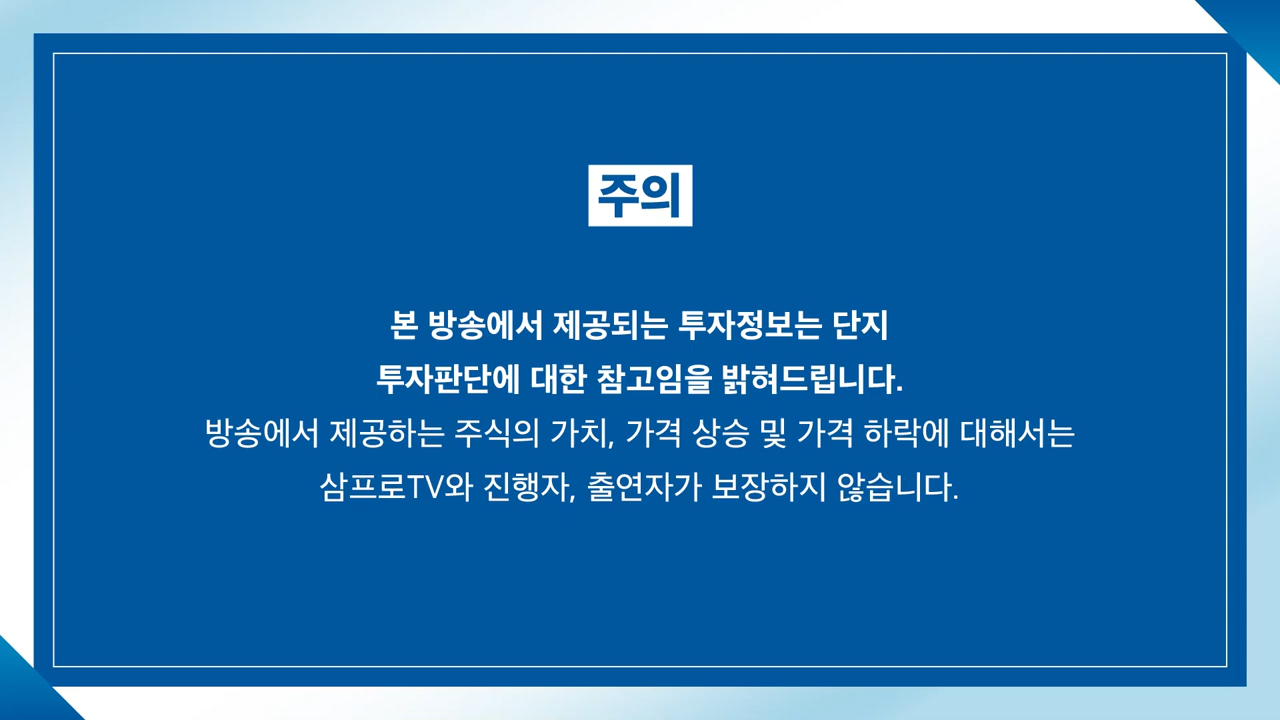 주의
본 방송에서 제공되는 투자정보는 단지
투자판단에 대한 참고임을 밝혀드립니다.
방송에서 제공하는 주식의 가치, 가격 상승 및 가격 하락에 대해서는
삼프로TV와 진행자, 출연자가 보장하지 않습니다.